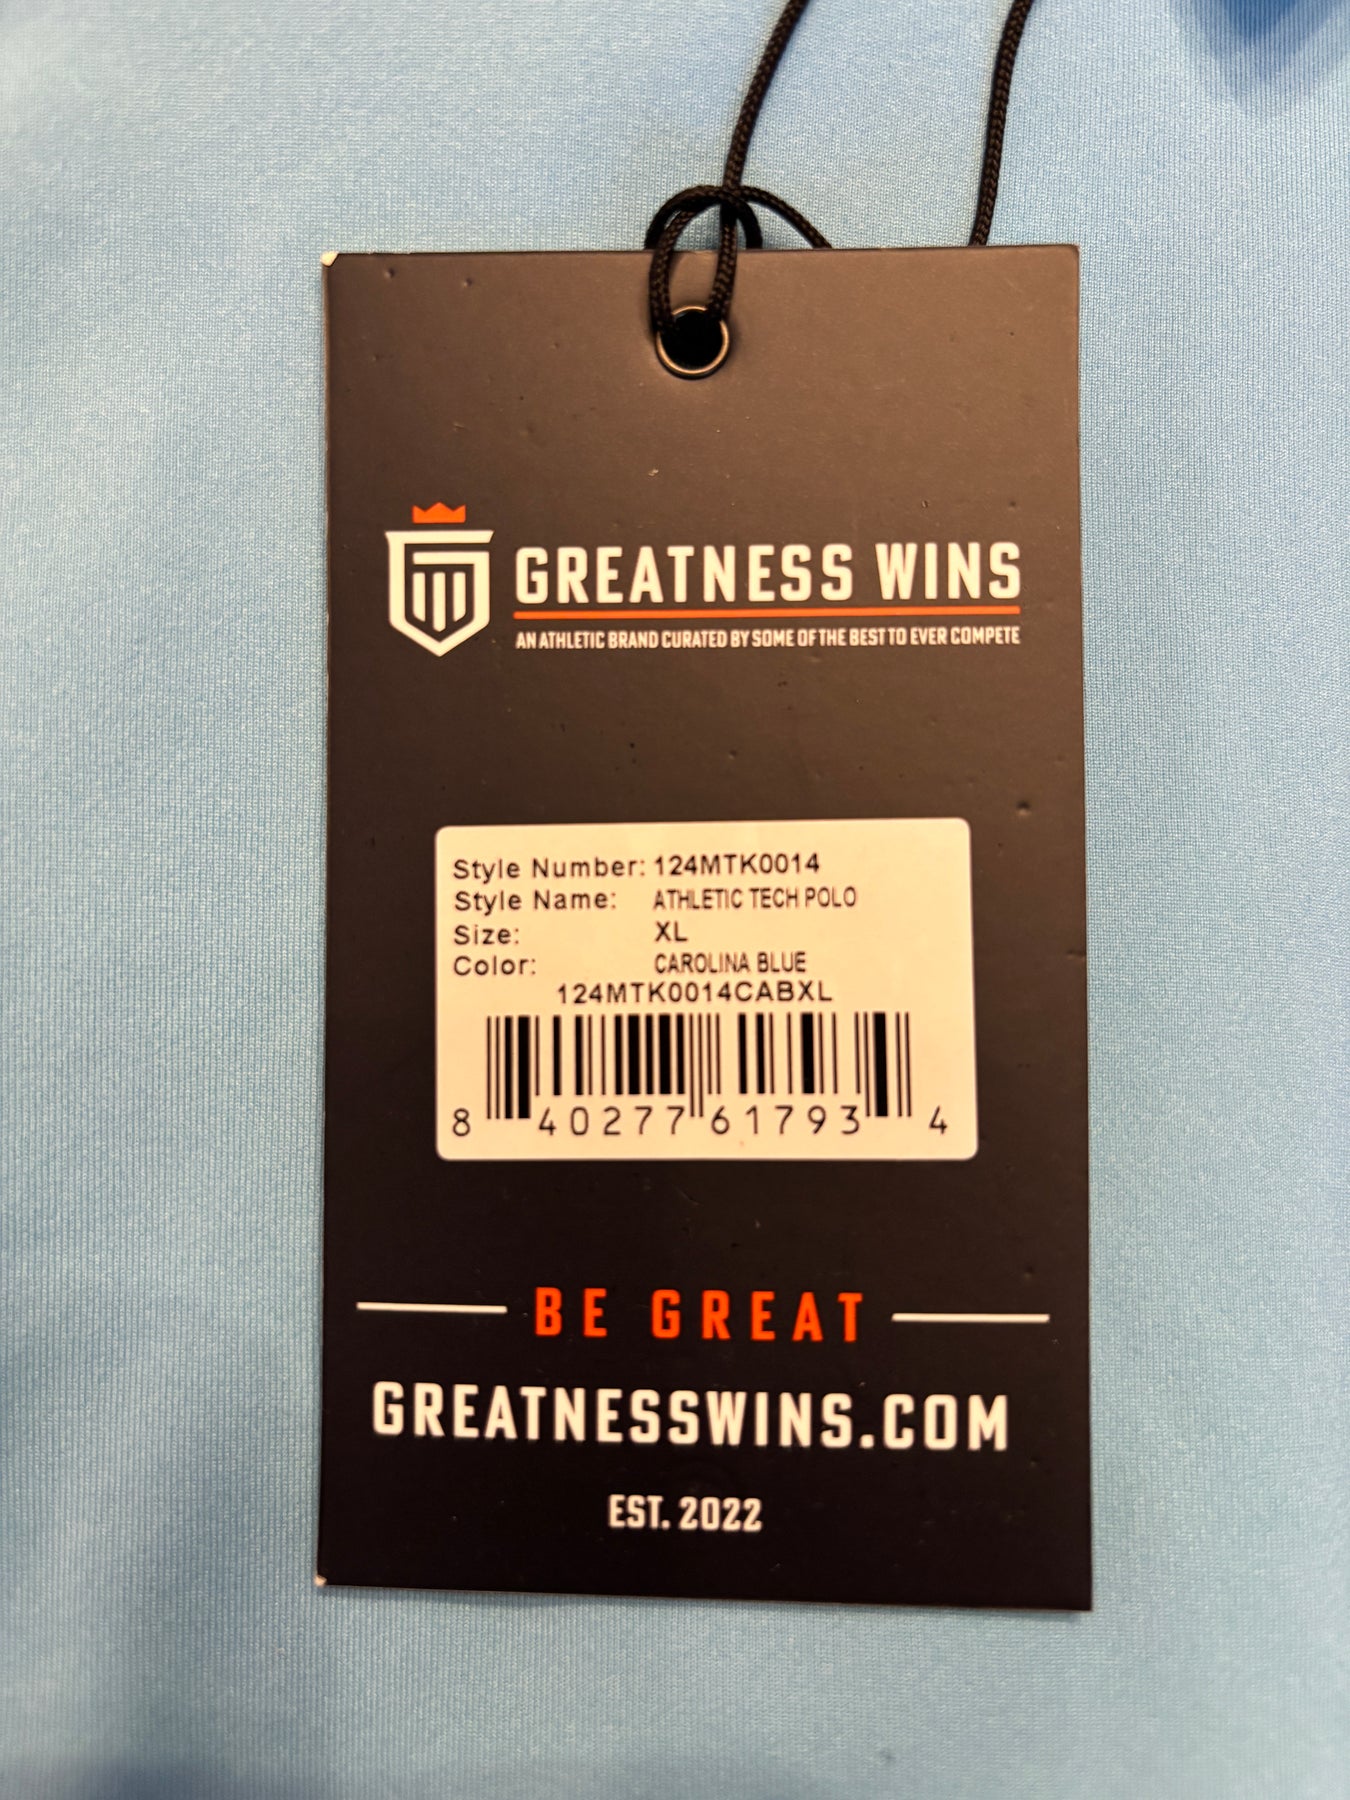 GREATNESS WINS
AN ATHLETIC BRAND CURATED BY SOME OF THE BEST TO EVER COMPETE
Style Number: 124MTK0014
Style Name: ATHLETIC TECH POLO
Size: XL
Color: CAROLINA BLUE
124MTK0014CABXL
8 40277 61793 4
BE GREAT
GREATNESSWINS.COM
EST. 2022